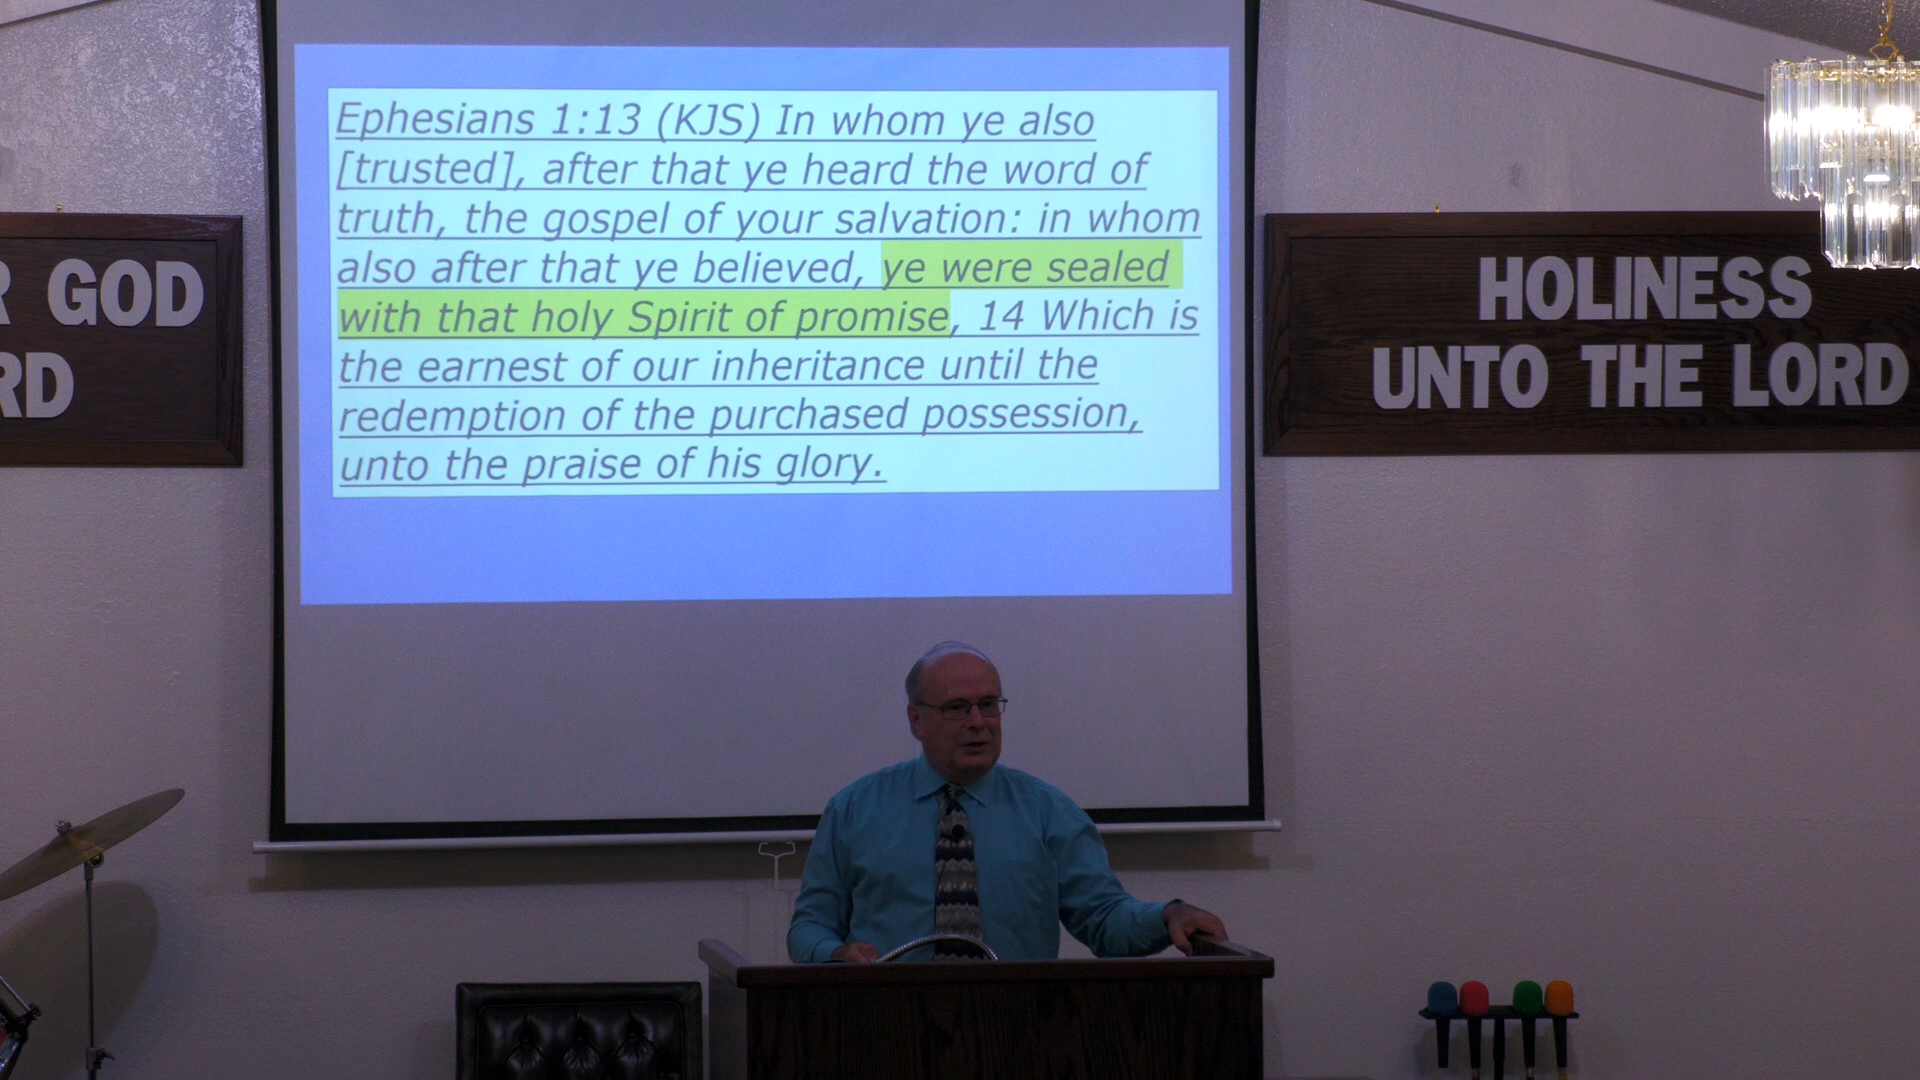 Ephesians 1:13 (KJS) In whom ye also
[trusted], after that ye heard the word of
truth, the gospel of your salvation: in whom
also after that ye believed, ye were sealed
with that holy Spirit of promise, 14 Which is
the earnest of our inheritance until the
redemption of the purchased possession,
unto the praise of his glory.
R GOD
RD
HOLINESS
UNTO THE LORD